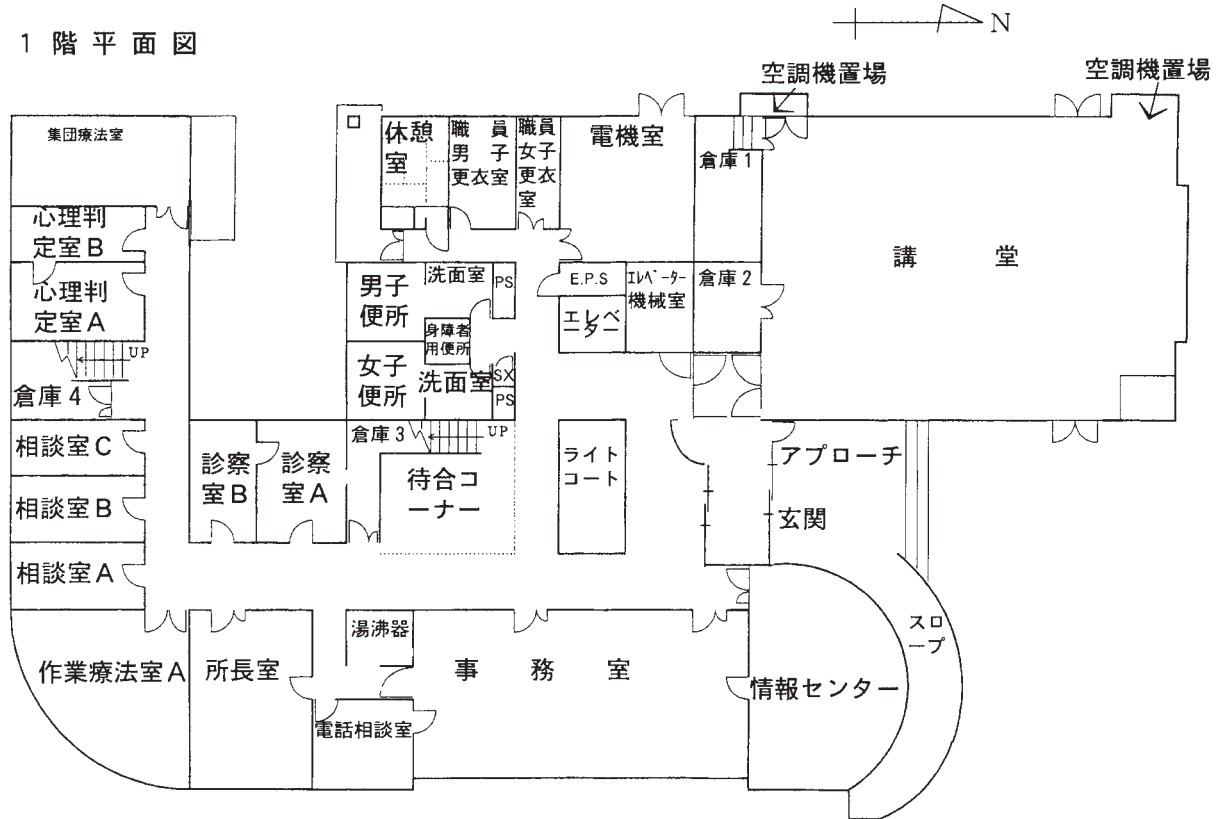 N
1 階 平 面 図
空調機置場
空調機置場
集団療法室
休憩
室
職 員
男 子
更衣室
職員
女子
更衣
室
電機室
倉庫1
講 堂
心理判
定室B
心理判
定室A
男子
便所
洗面室
PS
身障者
用便所
女子
便所
洗面室
SX
PS
E.P.S
エレベ
ーター
ｴﾚﾍﾞｰﾀｰ
機械室
倉庫2
UP
倉庫4
相談室C
相談室B
相談室A
診察
室B
診察
室A
倉庫3
UP
待合コ
ーナー
ライト
コート
アプローチ
玄関
スロ
ープ
作業療法室A
所長室
湯沸器
電話相談室
事 務 室
情報センター